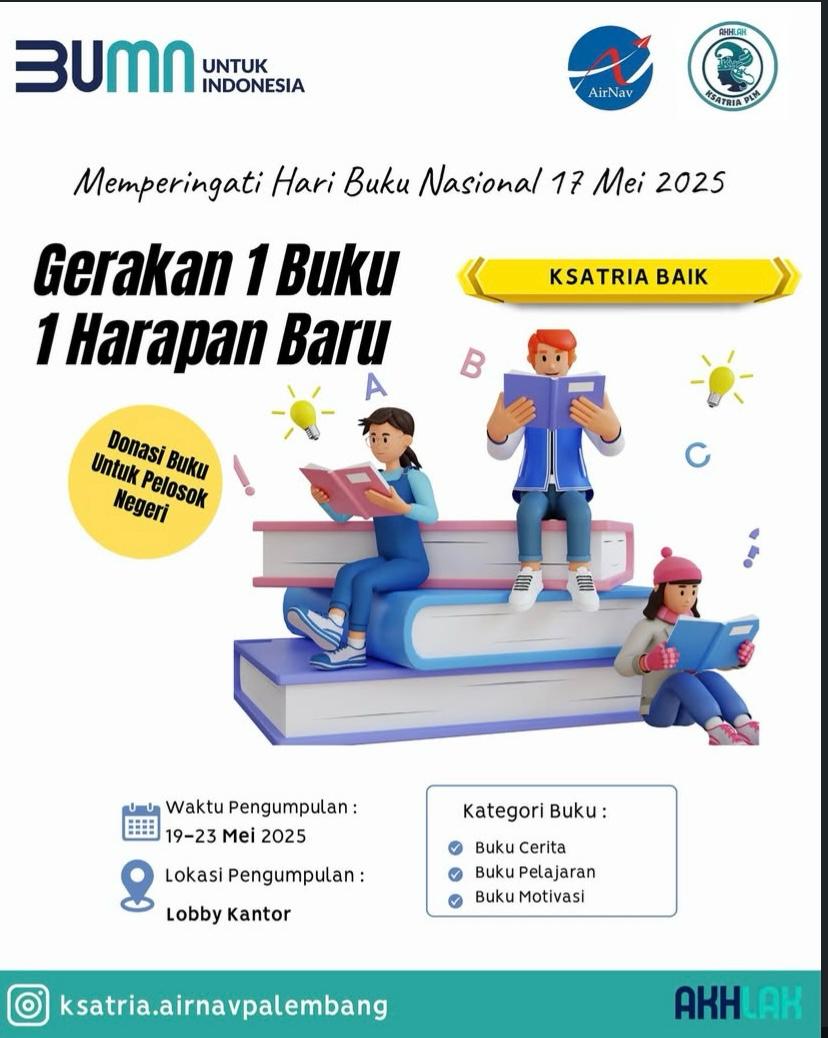 BUMN UNTUK
INDONESIA
AirNav
AKHLAK
KSATRIA PLM
Memperingati Hari Buku Nasional 17 Mei 2025
Gerakan 1 Buku
1 Harapan Baru
KSATRIA BAIK
A
B
C
Donasi Buku
Untuk Pelosok
Negeri
Waktu Pengumpulan :
19-23 Mei 2025
Lokasi Pengumpulan :
Lobby Kantor
Kategori Buku :
Buku Cerita
Buku Pelajaran
Buku Motivasi
ksatria.airnavpalembang
AKHLAK